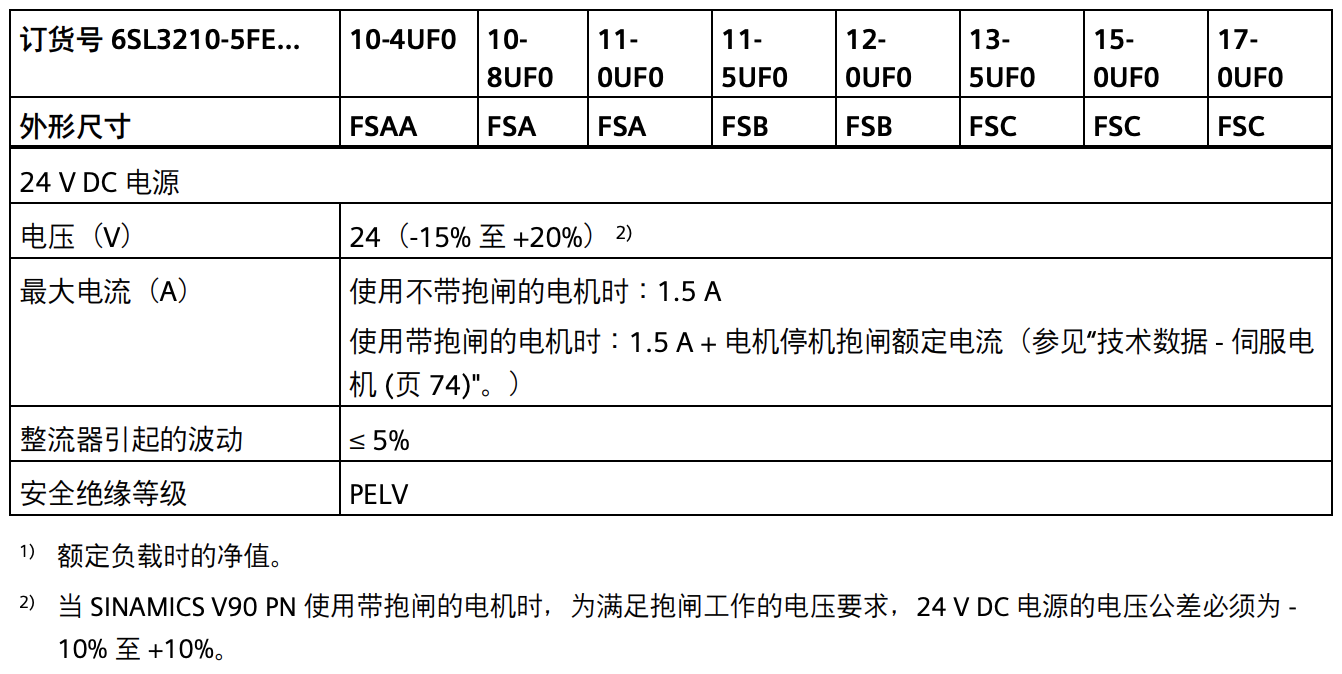 订货号 6SL3210-5FE... 10-4UF0 10-8UF0 11-0UF0 11-5UF0 12-0UF0 13-5UF0 15-0UF0 17-0UF0
外形尺寸 FSAA FSA FSA FSB FSB FSC FSC FSC
24 V DC 电源
电压（V） 24（-15% 至 +20%）2)
最大电流（A） 使用不带抱闸的电机时：1.5 A
使用带抱闸的电机时：1.5 A + 电机停机抱闸额定电流（参见“技术数据 - 伺服电
机 (页 74)"。）
整流器引起的波动 ≤ 5%
安全绝缘等级 PELV
1) 额定负载时的净值。
2) 当 SINAMICS V90 PN 使用带抱闸的电机时，为满足抱闸工作的电压要求，24 V DC 电源的电压公差必须为 -
10% 至 +10%。